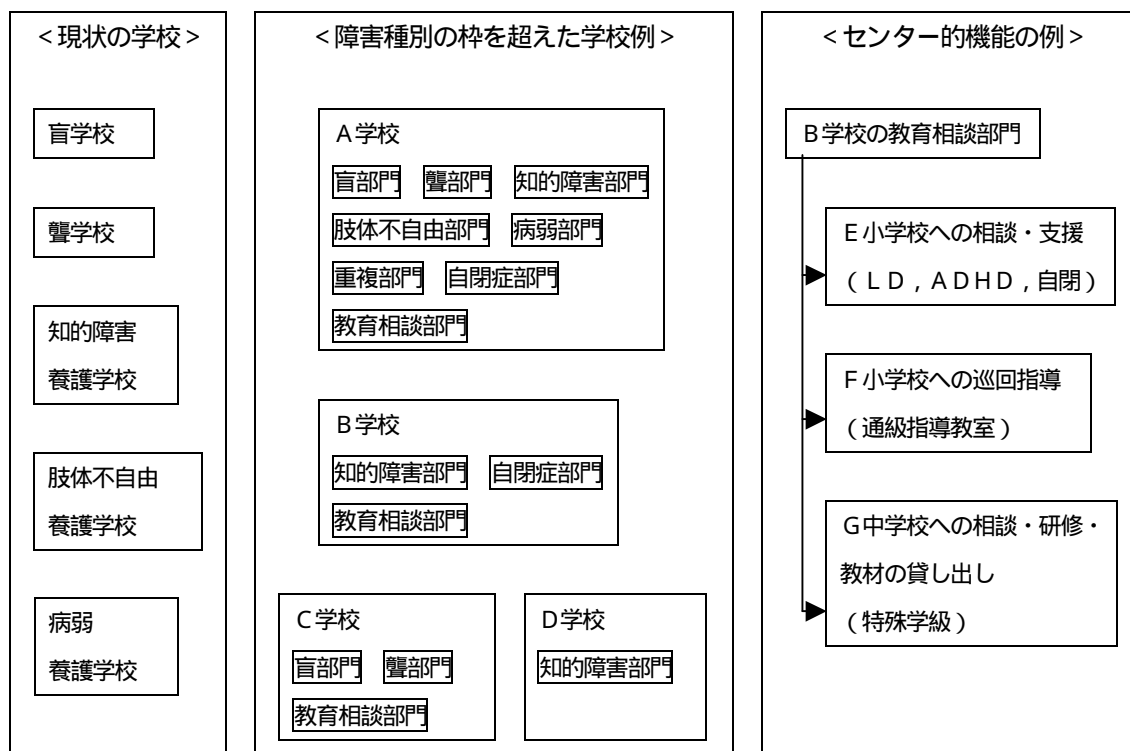 <現状の学校>
盲学校
聾学校
知的障害
養護学校
肢体不自由
養護学校
病弱
養護学校
<障害種別の枠を超えた学校例>
A学校
盲部門 聾部門 知的障害部門
肢体不自由部門 病弱部門
重複部門 自閉症部門
教育相談部門
B学校
知的障害部門 自閉症部門
教育相談部門
C学校
盲部門 聾部門
教育相談部門
D学校
知的障害部門
<センター的機能の例>
B学校の教育相談部門
E小学校への相談・支援
(LD,ADHD,自閉)
F小学校への巡回指導
(通級指導教室)
G中学校への相談・研修・
教材の貸し出し
(特殊学級)